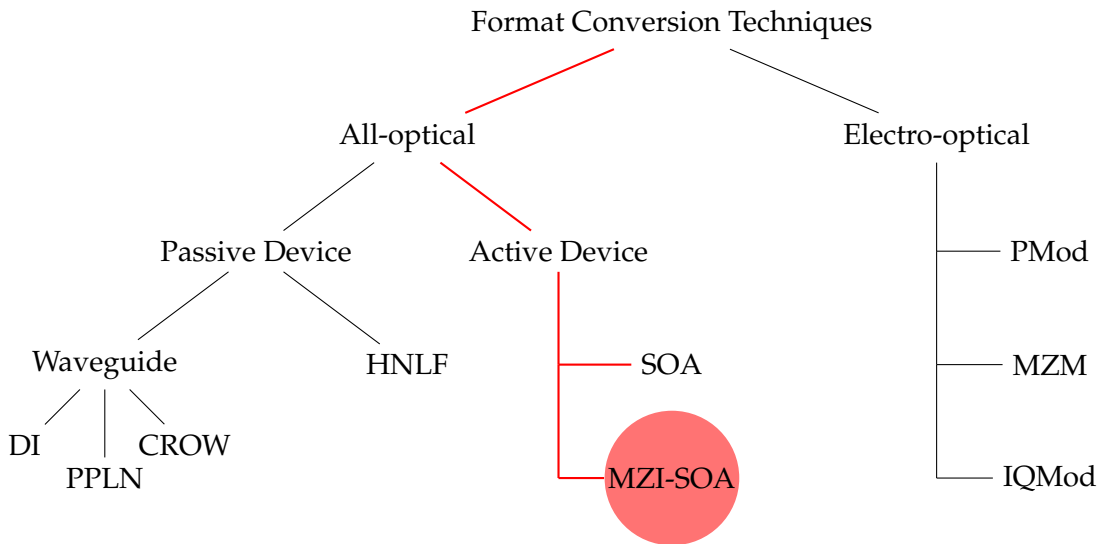 Format Conversion Techniques
All-optical
Electro-optical
Passive Device
Active Device
PMod
Waveguide
HNLF
SOA
MZM
DI
CROW
PPLN
MZI-SOA
IQMod